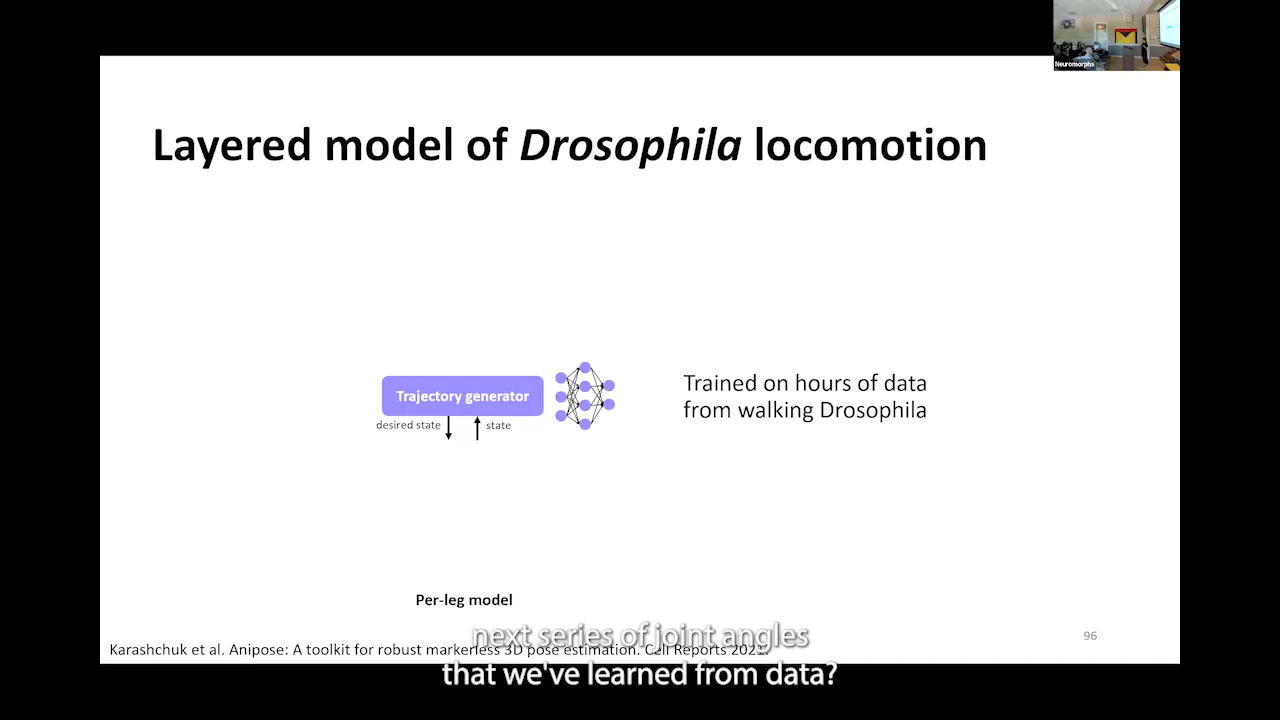 Neuromorphs
Layered model of Drosophila locomotion
Trajectory generator
desired state
state
Trained on hours of data
from walking Drosophila
Per-leg model
96
Karashchuk et al. Anipose: A toolkit for robust markerless 3D pose estimation. Cell Reports 2021.
next series of joint angles
that we've learned from data?